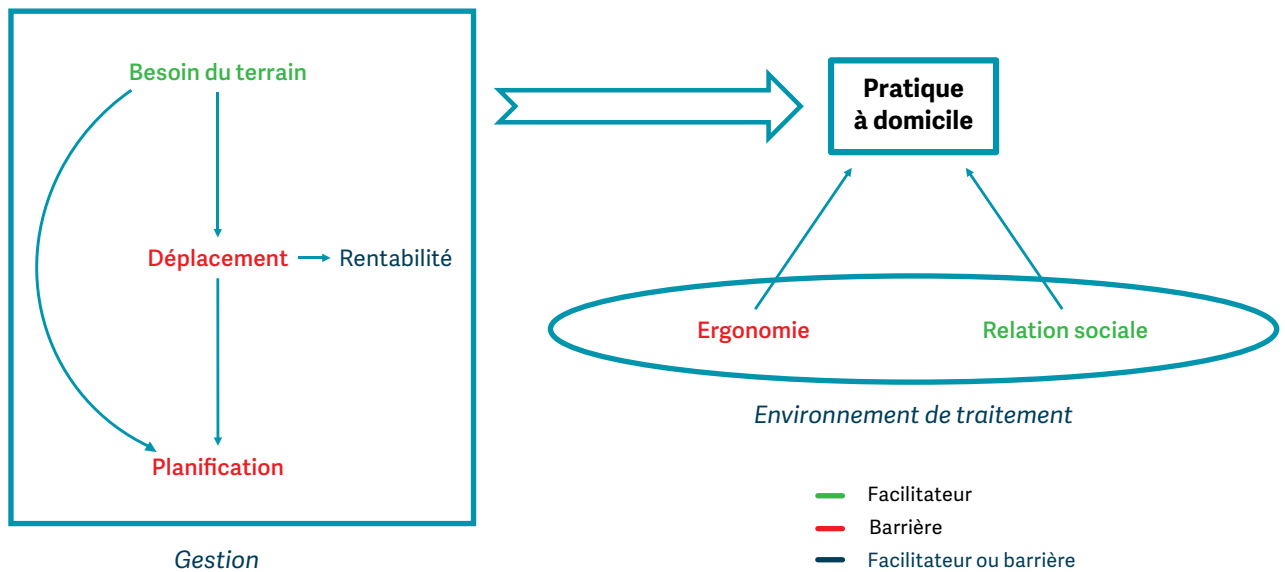 Besoin du terrain
Déplacement
Rentabilité
Planification
Gestion
Pratique
à domicile
Ergonomie
Relation sociale
Environnement de traitement
Facilitateur
Barrière
Facilitateur ou barrière